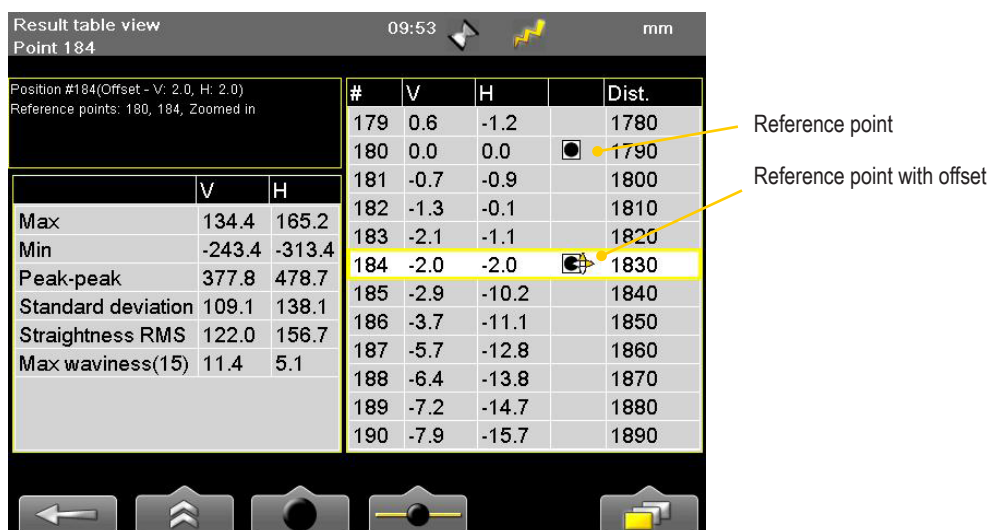 Result table view
Point 184
09:53
mm
Position #184(Offset - V: 2.0, H: 2.0)
Reference points: 180, 184, Zoomed in
V H
Max 134.4 165.2
Min -243.4 -313.4
Peak-peak 377.8 478.7
Standard deviation 109.1 138.1
Straightness RMS 122.0 156.7
Max waviness(15) 11.4 5.1
# V H Dist.
179 0.6 -1.2 1780
180 0.0 0.0 1790
181 -0.7 -0.9 1800
182 -1.3 -0.1 1810
183 -2.1 -1.1 1820
184 -2.0 -2.0 1830
185 -2.9 -10.2 1840
186 -3.7 -11.1 1850
187 -5.7 -12.8 1860
188 -6.4 -13.8 1870
189 -7.2 -14.7 1880
190 -7.9 -15.7 1890
Reference point
Reference point with offset